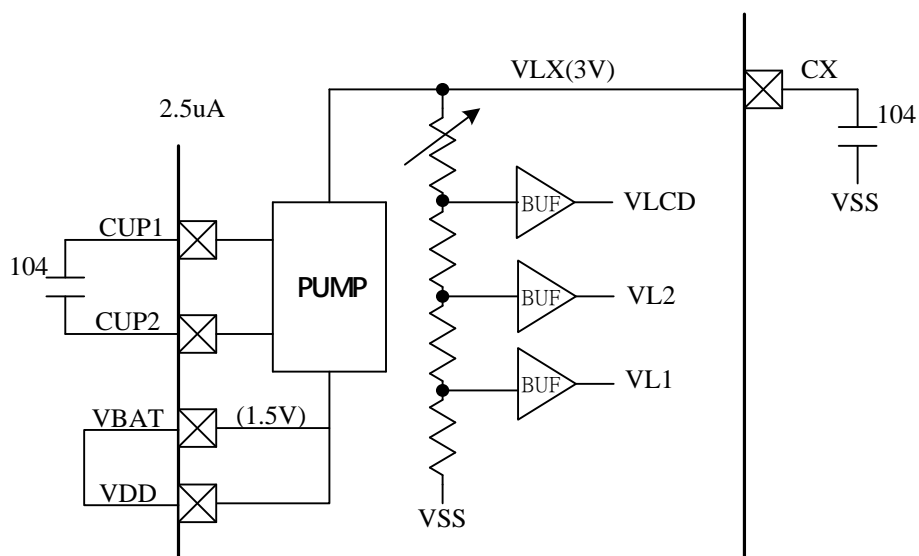 VLX(3V)
CX
2.5uA
104
VSS
BUF
VLCD
CUP1
104
PUMP
BUF
VL2
CUP2
BUF
VL1
VBAT
(1.5V)
VDD
VSS